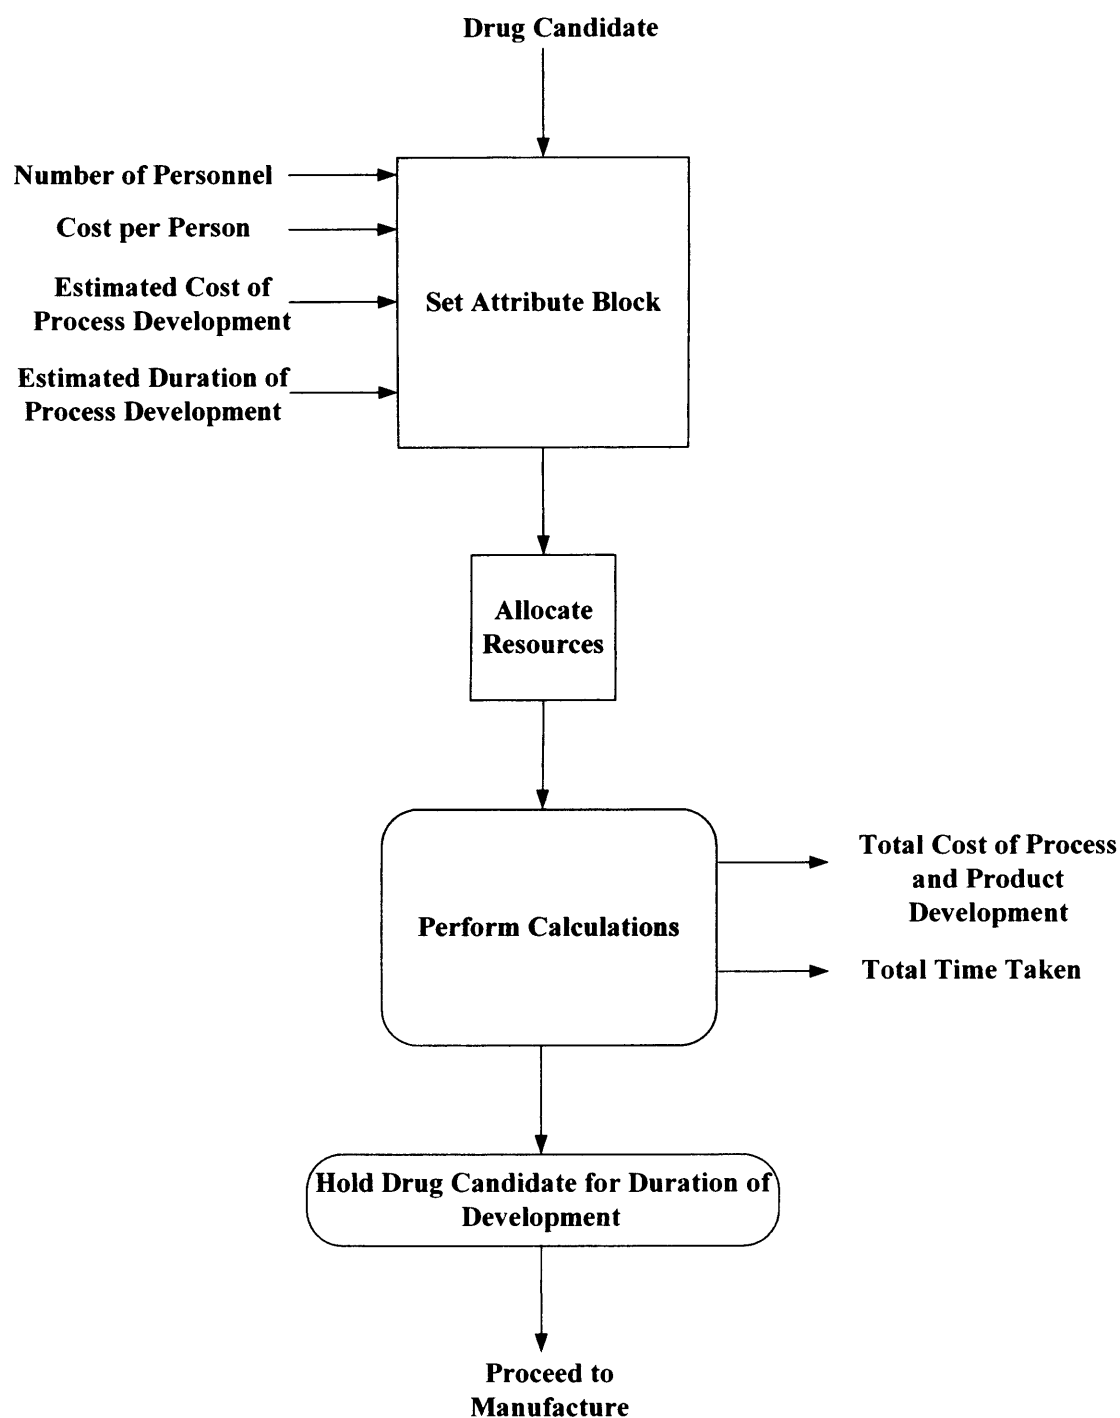 Drug Candidate
Number of Personnel
Cost per Person
Estimated Cost of
Process Development
Estimated Duration of
Process Development
Set Attribute Block
Allocate
Resources
Perform Calculations
Total Cost of Process
and Product
Development
Total Time Taken
Hold Drug Candidate for Duration of
Development
Proceed to
Manufacture